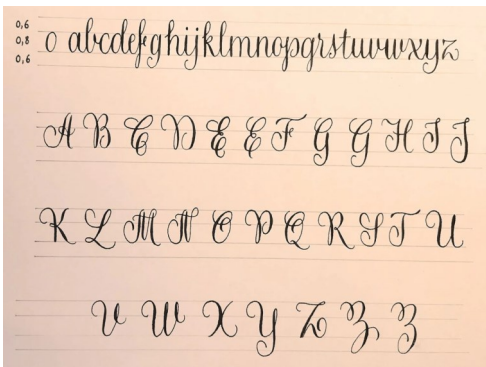 0,6
0,8
0,6
o abcdefghijklmnopqrstuvwxyz
A B C D E E F G G H I J
K L M N O P Q R S T U
V W X Y Z Z Z